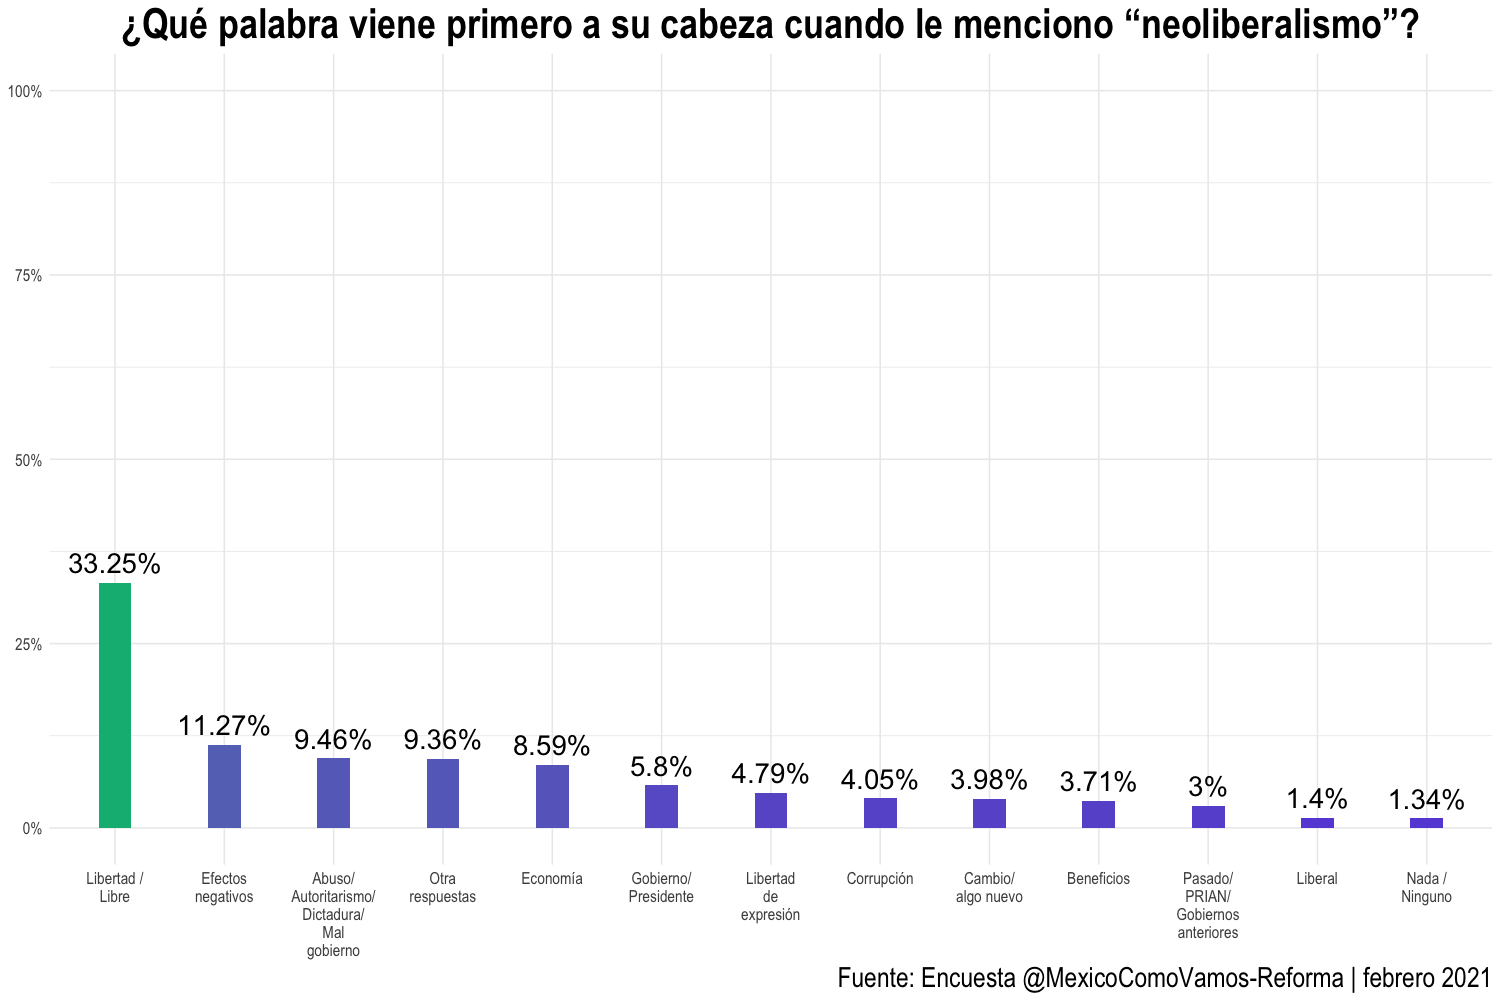 ¿Qué palabra viene primero a su cabeza cuando le menciono “neoliberalismo”?
100%
75%
50%
25%
0%
33.25%
11.27%
9.46%
9.36%
8.59%
5.8%
4.79%
4.05%
3.98%
3.71%
3%
1.4%
1.34%
Libertad /
Libre
Efectos
negativos
Abuso/
Autoritarismo/
Dictadura/
Mal
gobierno
Otra
respuestas
Economía
Gobierno/
Presidente
Libertad
de
expresión
Corrupción
Cambio/
algo nuevo
Beneficios
Pasado/
PRIAN/
Gobiernos
anteriores
Liberal
Nada /
Ninguno
Fuente: Encuesta @MexicoComoVamos-Reforma | febrero 2021